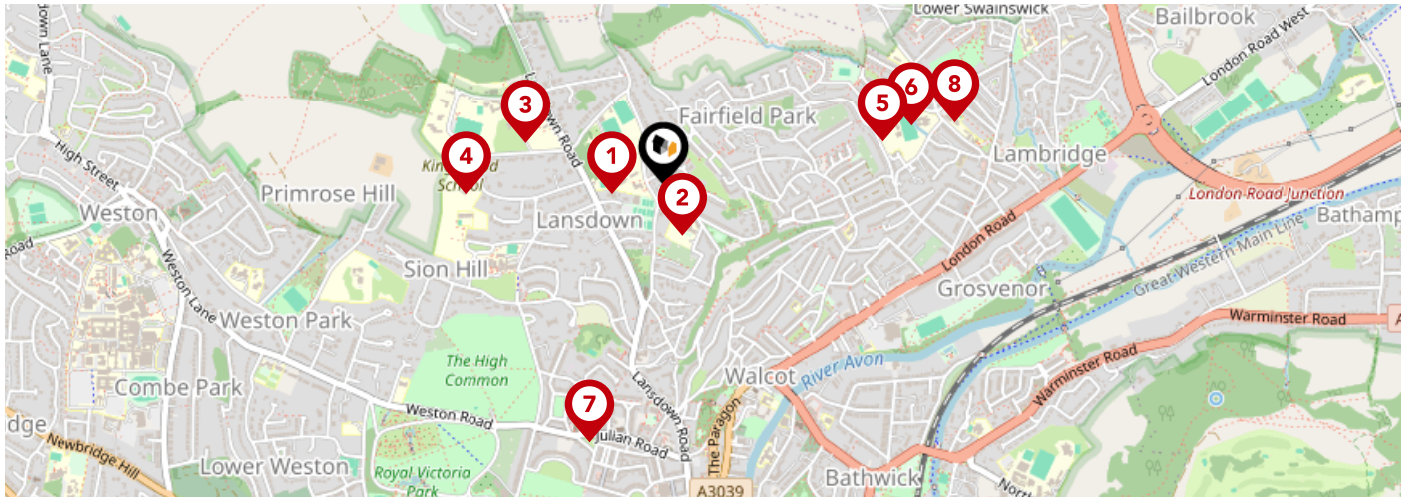 Lower Swainswick
Bailbrook
London Road West
8
6
5
3
Fairfield Park
1
4
Lambridge
High Street
Primrose Hill
School
2
London Road Junction
Weston
Lansdown
Road
London Road
Great Western Main Line
Sion Hill
Weston Lane
Grosvenor
Weston Park
Warminster Road
The High
Common
River Avon
Walcot
Warminster Road
Combe Park
Lansdown Road
7
Weston Road
Julian Road
The Paragon
Newbridge Hill
Lower Weston
Royal Victoria
Park
Bathwick
A3039